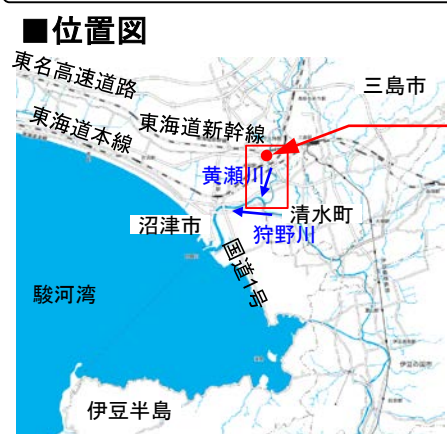 ■位置図
東名高速道路
三島市
東海道本線
東海道新幹線
黄瀬川
清水町
沼津市
狩野川
国道1号
駿河湾
伊豆半島